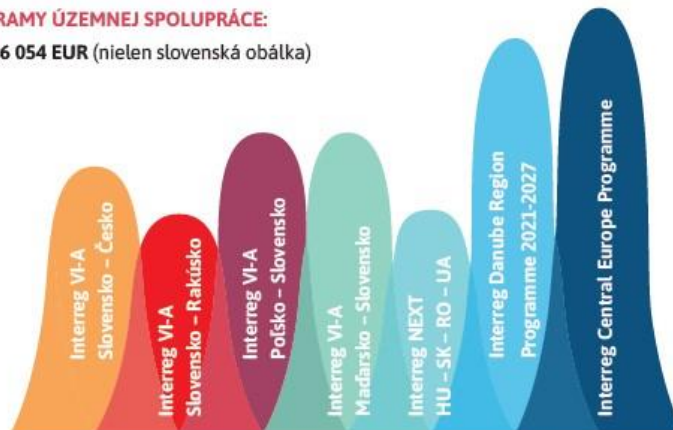 RAMY ÚZEMNEJ SPOLUPRÁCE:
6 054 EUR (nielen slovenská obálka)
Interreg VI-A
Slovensko – Česko
Interreg VI-A
Slovensko – Rakúsko
Interreg VI-A
Poľsko – Slovensko
Interreg VI-A
Maďarsko – Slovensko
Interreg NEXT
HU – SK – RO – UA
Interreg Danube Region
Programme 2021-2027
Interreg Central Europe Programme